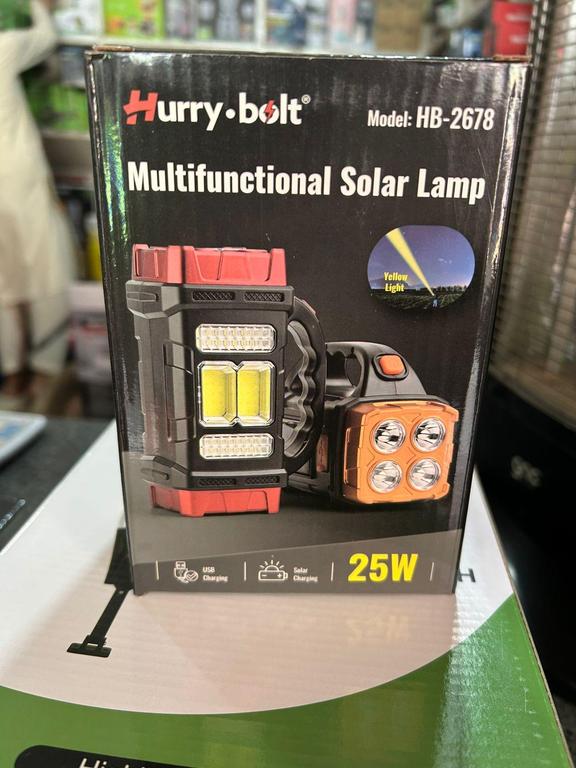 Hurry·bolt®
Model: HB-2678
Multifunctional Solar Lamp
Yellow
Light
USB
Charging
Solar
Charging
25W
H